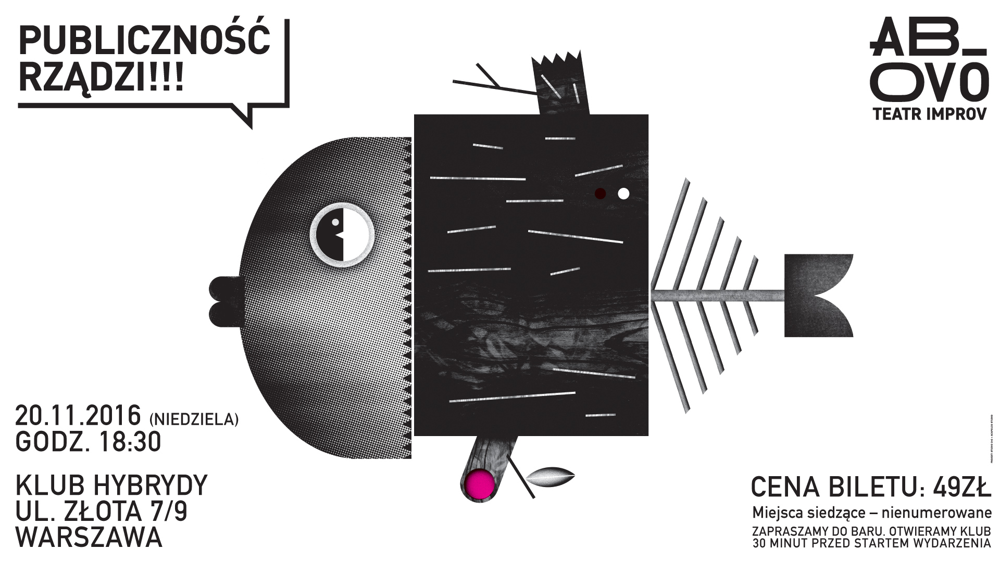 PUBLICZNOŚĆ
RZĄDZI!!!
AB_
OVO
TEATR IMPROV
20.11.2016 (NIEDZIELA)
GODZ. 18:30
KLUB HYBRYDY
UL. ZŁOTA 7/9
WARSZAWA
CENA BILETU: 49ZŁ
Miejsca siedzące – nienumerowane
ZAPRASZAMY DO BARU. OTWIERAMY KLUB
30 MINUT PRZED STARTEM WYDARZENIA